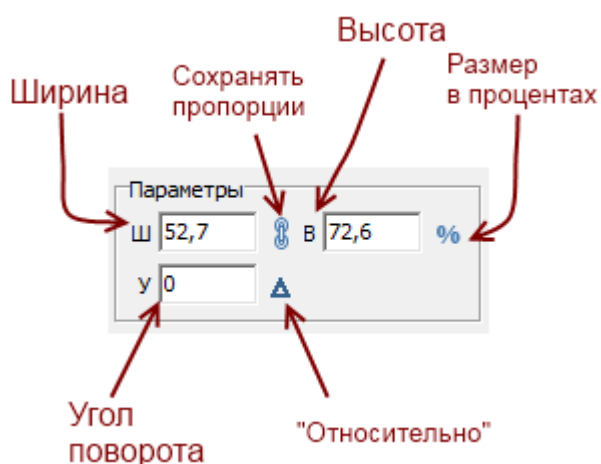 Высота
Сохранять
пропорции
Размер
в процентах
Ширина
Параметры
Ш 52,7 В 72,6 %
У 0
Угол
поворота
"Относительно"